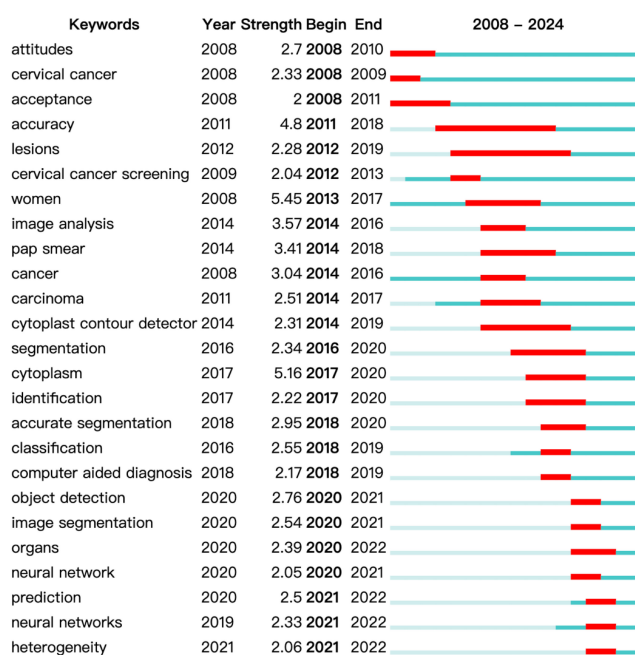 Keywords Year Strength Begin End 2008 - 2024
attitudes 2008 2.7 2008 2010
cervical cancer 2008 2.33 2008 2009
acceptance 2008 2 2008 2011
accuracy 2011 4.8 2011 2018
lesions 2012 2.28 2012 2019
cervical cancer screening 2009 2.04 2012 2013
women 2008 5.45 2013 2017
image analysis 2014 3.57 2014 2016
pap smear 2014 3.41 2014 2018
cancer 2008 3.04 2014 2016
carcinoma 2011 2.51 2014 2017
cytoplast contour detector 2014 2.31 2014 2019
segmentation 2016 2.34 2016 2020
cytoplasm 2017 5.16 2017 2020
identification 2017 2.22 2017 2020
accurate segmentation 2018 2.95 2018 2020
classification 2016 2.55 2018 2019
computer aided diagnosis 2018 2.17 2018 2019
object detection 2020 2.76 2020 2021
image segmentation 2020 2.54 2020 2021
organs 2020 2.39 2020 2022
neural network 2020 2.05 2020 2021
prediction 2020 2.5 2021 2022
neural networks 2019 2.33 2021 2022
heterogeneity 2021 2.06 2021 2022